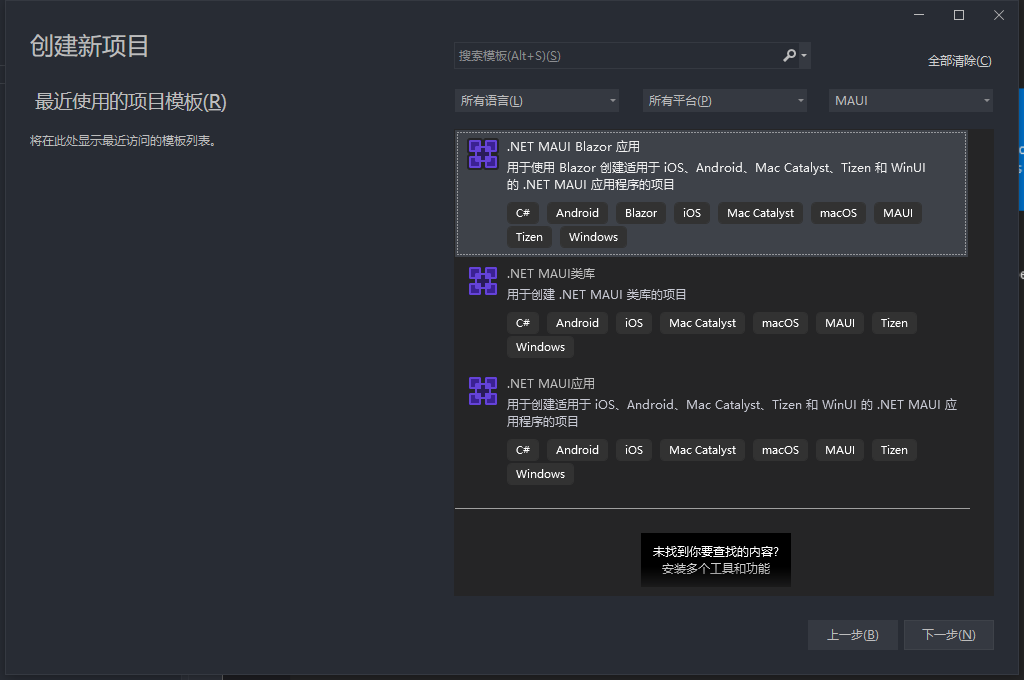 创建新项目
搜索模板(Alt+S)(S)
全部清除(C)
最近使用的项目模板(R)
所有语言(L) 所有平台(P) MAUI
将在此处显示最近访问的模板列表。
.NET MAUI Blazor 应用
用于使用 Blazor 创建适用于 iOS、Android、Mac Catalyst、Tizen 和 WinUI
的 .NET MAUI 应用程序的项目
C# Android Blazor iOS Mac Catalyst macOS MAUI
Tizen Windows
.NET MAUI类库
用于创建 .NET MAUI 类库的项目
C# Android iOS Mac Catalyst macOS MAUI Tizen
Windows
.NET MAUI应用
用于创建适用于 iOS、Android、Mac Catalyst、Tizen 和 WinUI 的 .NET MAUI 应
用程序的项目
C# Android iOS Mac Catalyst macOS MAUI Tizen
Windows
未找到你要查找的内容?
安装多个工具和功能
上一步(B) 下一步(N)